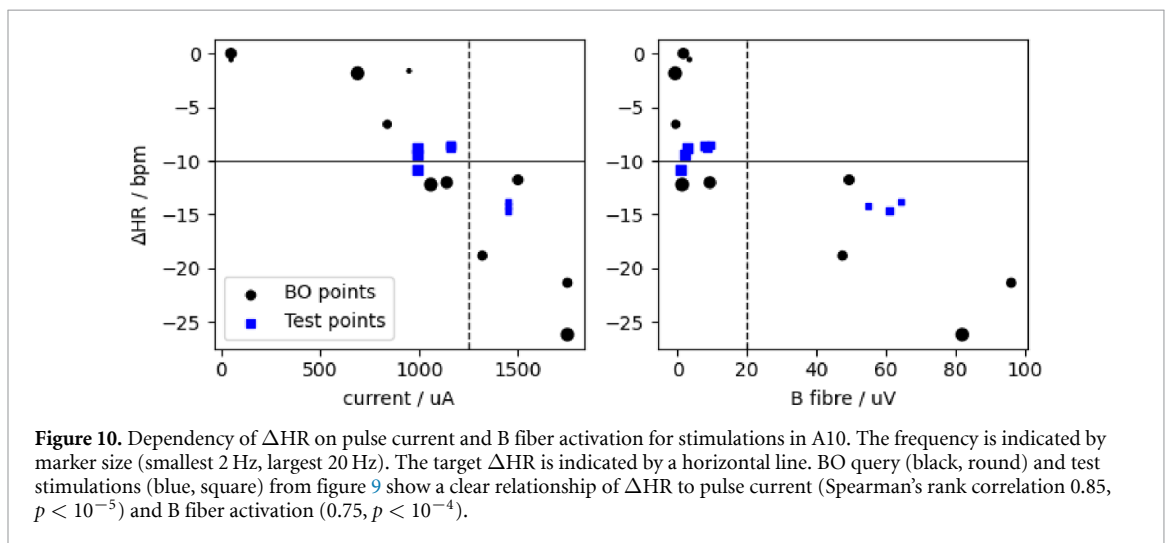 0
−5
−10
−15
−20
−25
ΔHR / bpm
BO points
Test points
0 500 1000 1500
current / uA
0
−5
−10
−15
−20
−25
0 20 40 60 80 100
B fibre / uV
Figure 10. Dependency of ΔHR on pulse current and B fiber activation for stimulations in A10. The frequency is indicated by
marker size (smallest 2 Hz, largest 20 Hz). The target ΔHR is indicated by a horizontal line. BO query (black, round) and test
stimulations (blue, square) from figure 9 show a clear relationship of ΔHR to pulse current (Spearman's rank correlation 0.85,
p < 10⁻⁵) and B fiber activation (0.75, p < 10⁻⁴).